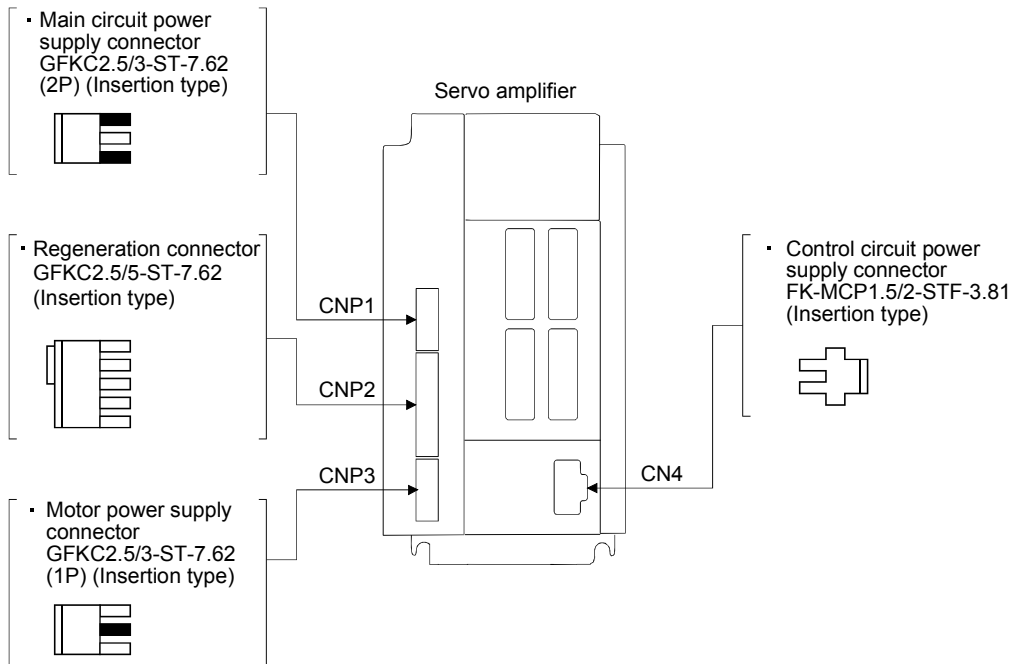 ・Main circuit power
supply connector
GFKC2.5/3-ST-7.62
(2P) (Insertion type)
Servo amplifier
・Regeneration connector
GFKC2.5/5-ST-7.62
(Insertion type)
CNP1
・Control circuit power
supply connector
FK-MCP1.5/2-STF-3.81
(Insertion type)
CNP2
CNP3
CN4
・Motor power supply
connector
GFKC2.5/3-ST-7.62
(1P) (Insertion type)